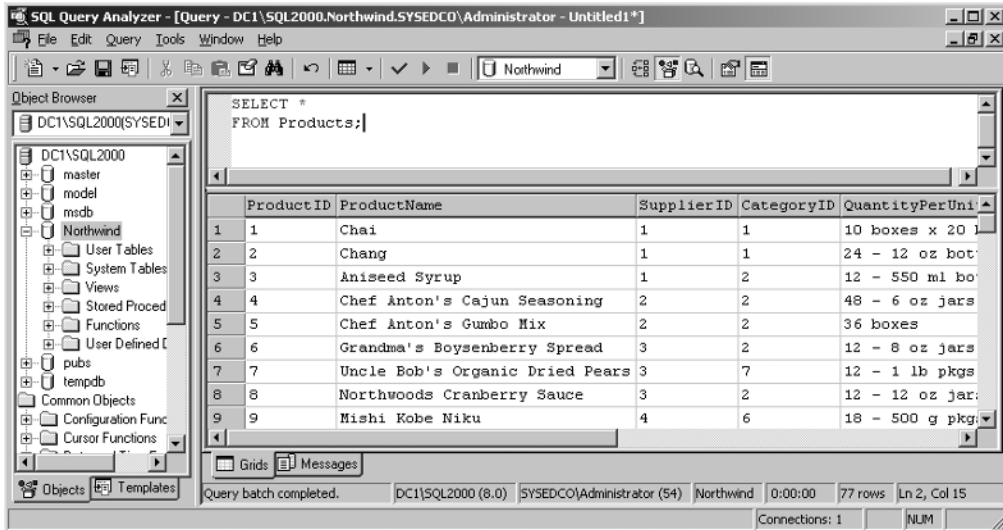 SQL Query Analyzer - [Query - DC1\SQL2000.Northwind.SYSEDCO\Administrator - Untitled1*]
File Edit Query Tools Window Help
Northwind
Object Browser
DC1\SQL2000(SYSED
DC1\SQL2000
master
model
msdb
Northwind
User Tables
System Tables
Views
Stored Proced
Functions
User Defined D
pubs
tempdb
Common Objects
Configuration Func
Cursor Functions
Objects Templates
SELECT *
FROM Products;
ProductID ProductName SupplierID CategoryID QuantityPerUni
1 1 Chai 1 1 10 boxes x 20
2 2 Chang 1 1 24 - 12 oz bot
3 3 Aniseed Syrup 1 2 12 - 550 ml bo
4 4 Chef Anton's Cajun Seasoning 2 2 48 - 6 oz jars
5 5 Chef Anton's Gumbo Mix 2 2 36 boxes
6 6 Grandma's Boysenberry Spread 3 2 12 - 8 oz jars
7 7 Uncle Bob's Organic Dried Pears 3 7 12 - 1 lb pkgs
8 8 Northwoods Cranberry Sauce 3 2 12 - 12 oz jar
9 9 Mishi Kobe Niku 4 6 18 - 500 g pkg
Grids Messages
Query batch completed. DC1\SQL2000 (8.0) SYSEDCO\Administrator (54) Northwind 0:00:00 77 rows Ln 2, Col 15
Connections: 1 NUM